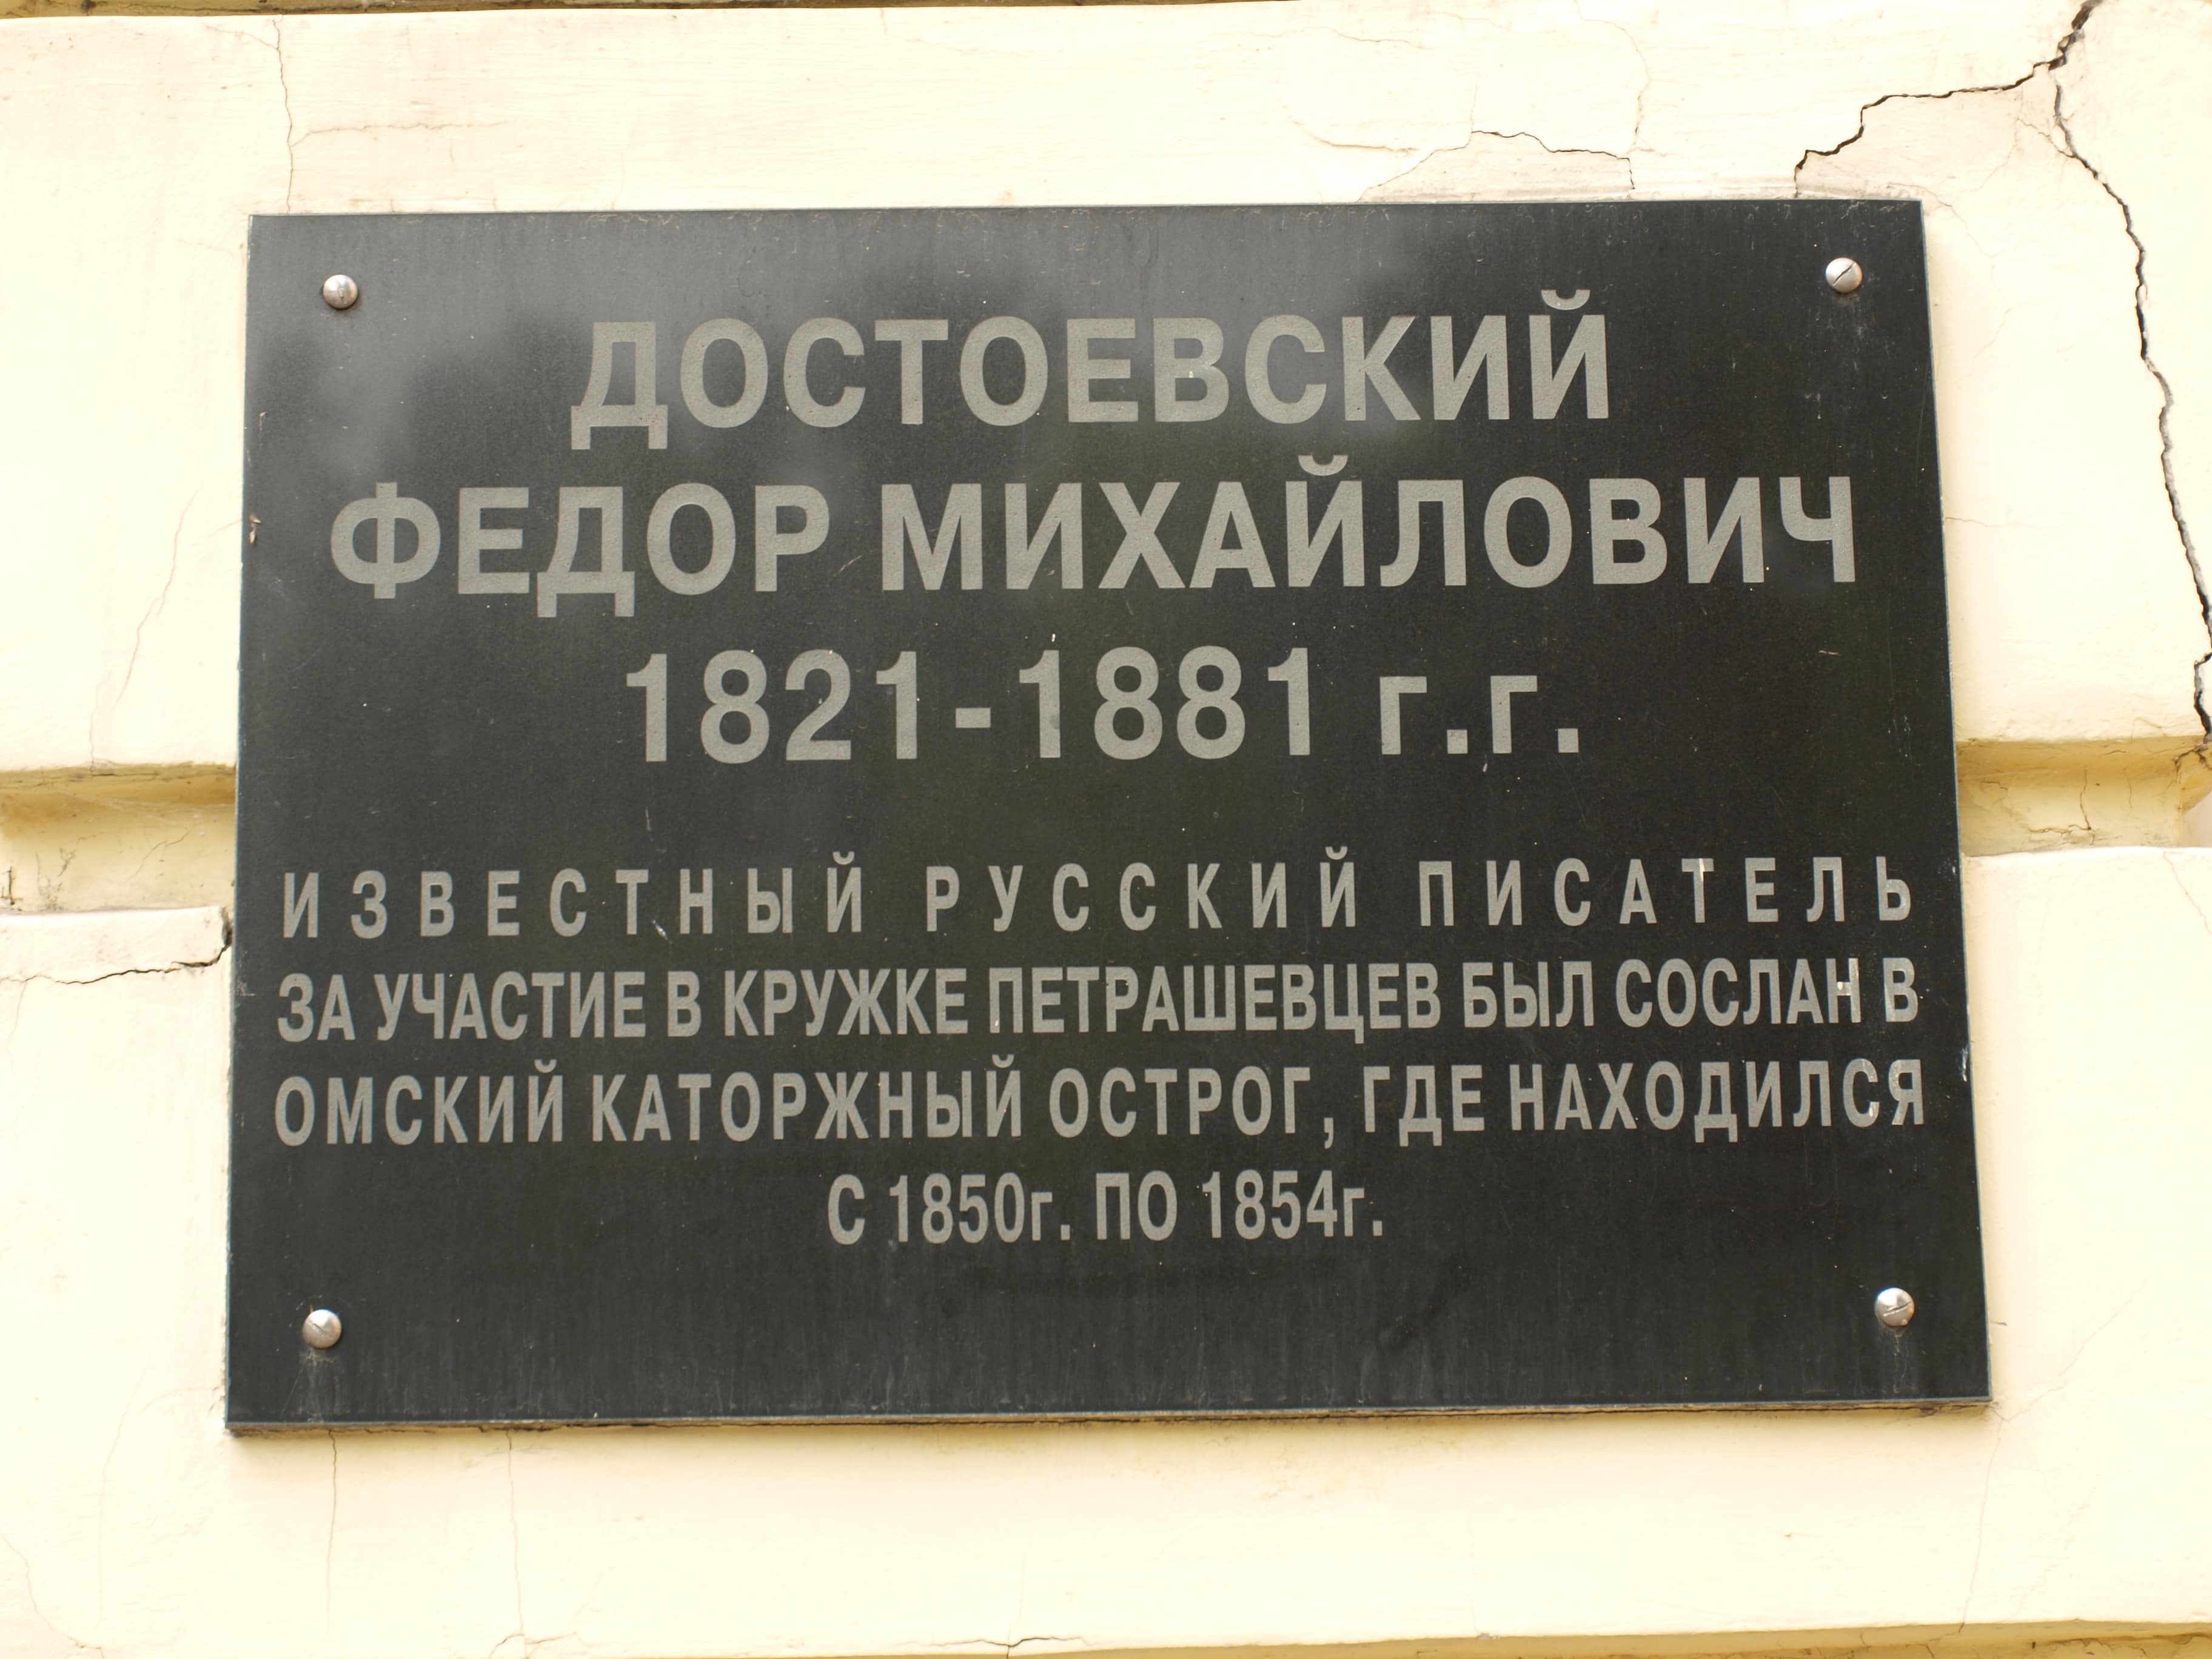 ДОСТОЕВСКИЙ
ФЕДОР МИХАЙЛОВИЧ
1821-1881 г.г.
ИЗВЕСТНЫЙ РУССКИЙ ПИСАТЕЛЬ
ЗА УЧАСТИЕ В КРУЖКЕ ПЕТРАШЕВЦЕВ БЫЛ СОСЛАН В
ОМСКИЙ КАТОРЖНЫЙ ОСТРОГ, ГДЕ НАХОДИЛСЯ
С 1850г. ПО 1854г.